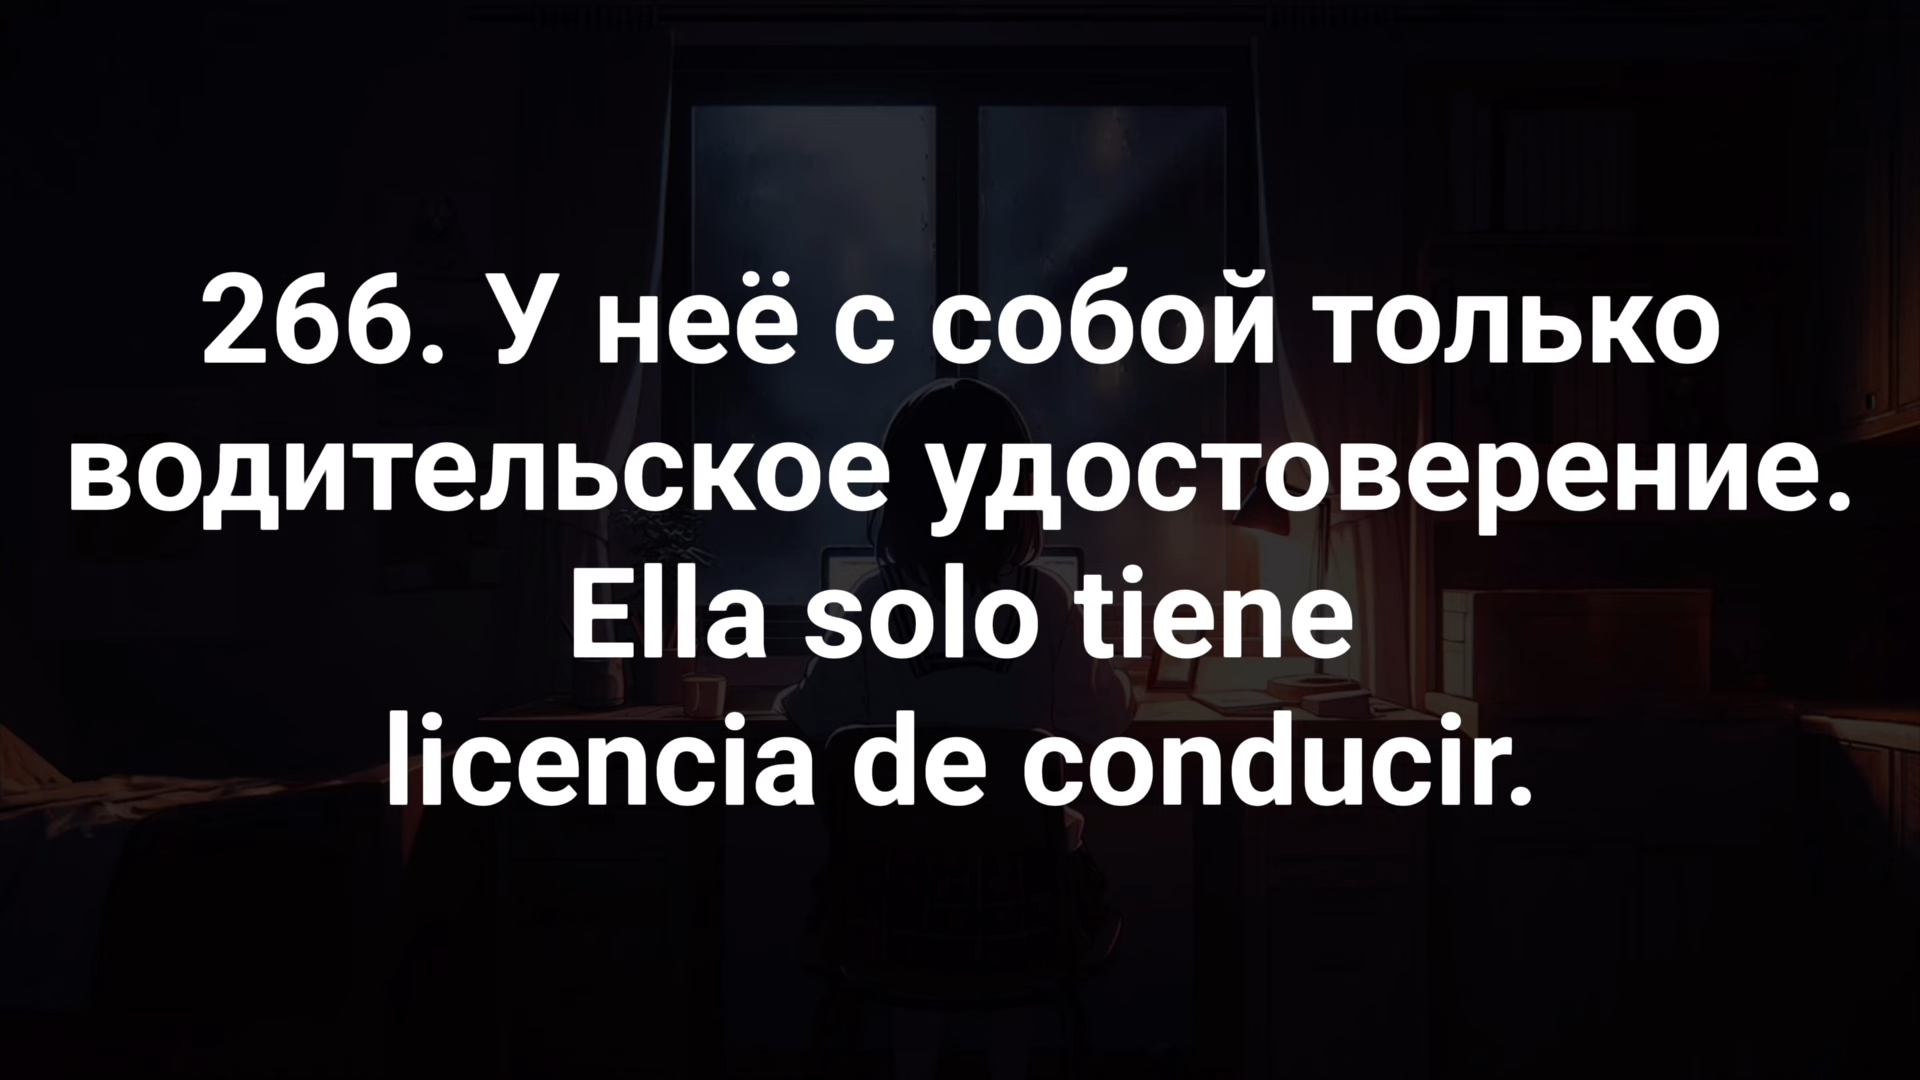 266. У неё с собой только
водительское удостоверение.
Ella solo tiene
licencia de conducir.